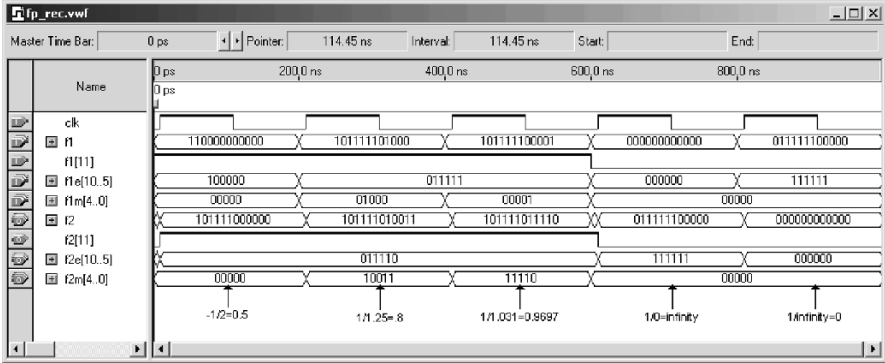 fp_rec.vwf
Master Time Bar: 0 ps Pointer: 114.45 ns Interval: 114.45 ns Start: End:
Name
0 ps 200,0 ns 400,0 ns 600,0 ns 800,0 ns
0 ps
clk
f1 110000000000 101111101000 101111100001 000000000000 011111100000
f1[11]
f1e[10..5] 100000 011111 000000 111111
f1m[4..0] 00000 01000 00001 00000
f2 101111000000 101111010011 101111011110 011111100000 000000000000
f2[11]
f2e[10..5] 011110 111111 000000
f2m[4..0] 00000 10011 11110 00000
-1/2=0.5 1/1.25=.8 1/1.031=0.9697 1/0=infinity 1/infinity=0